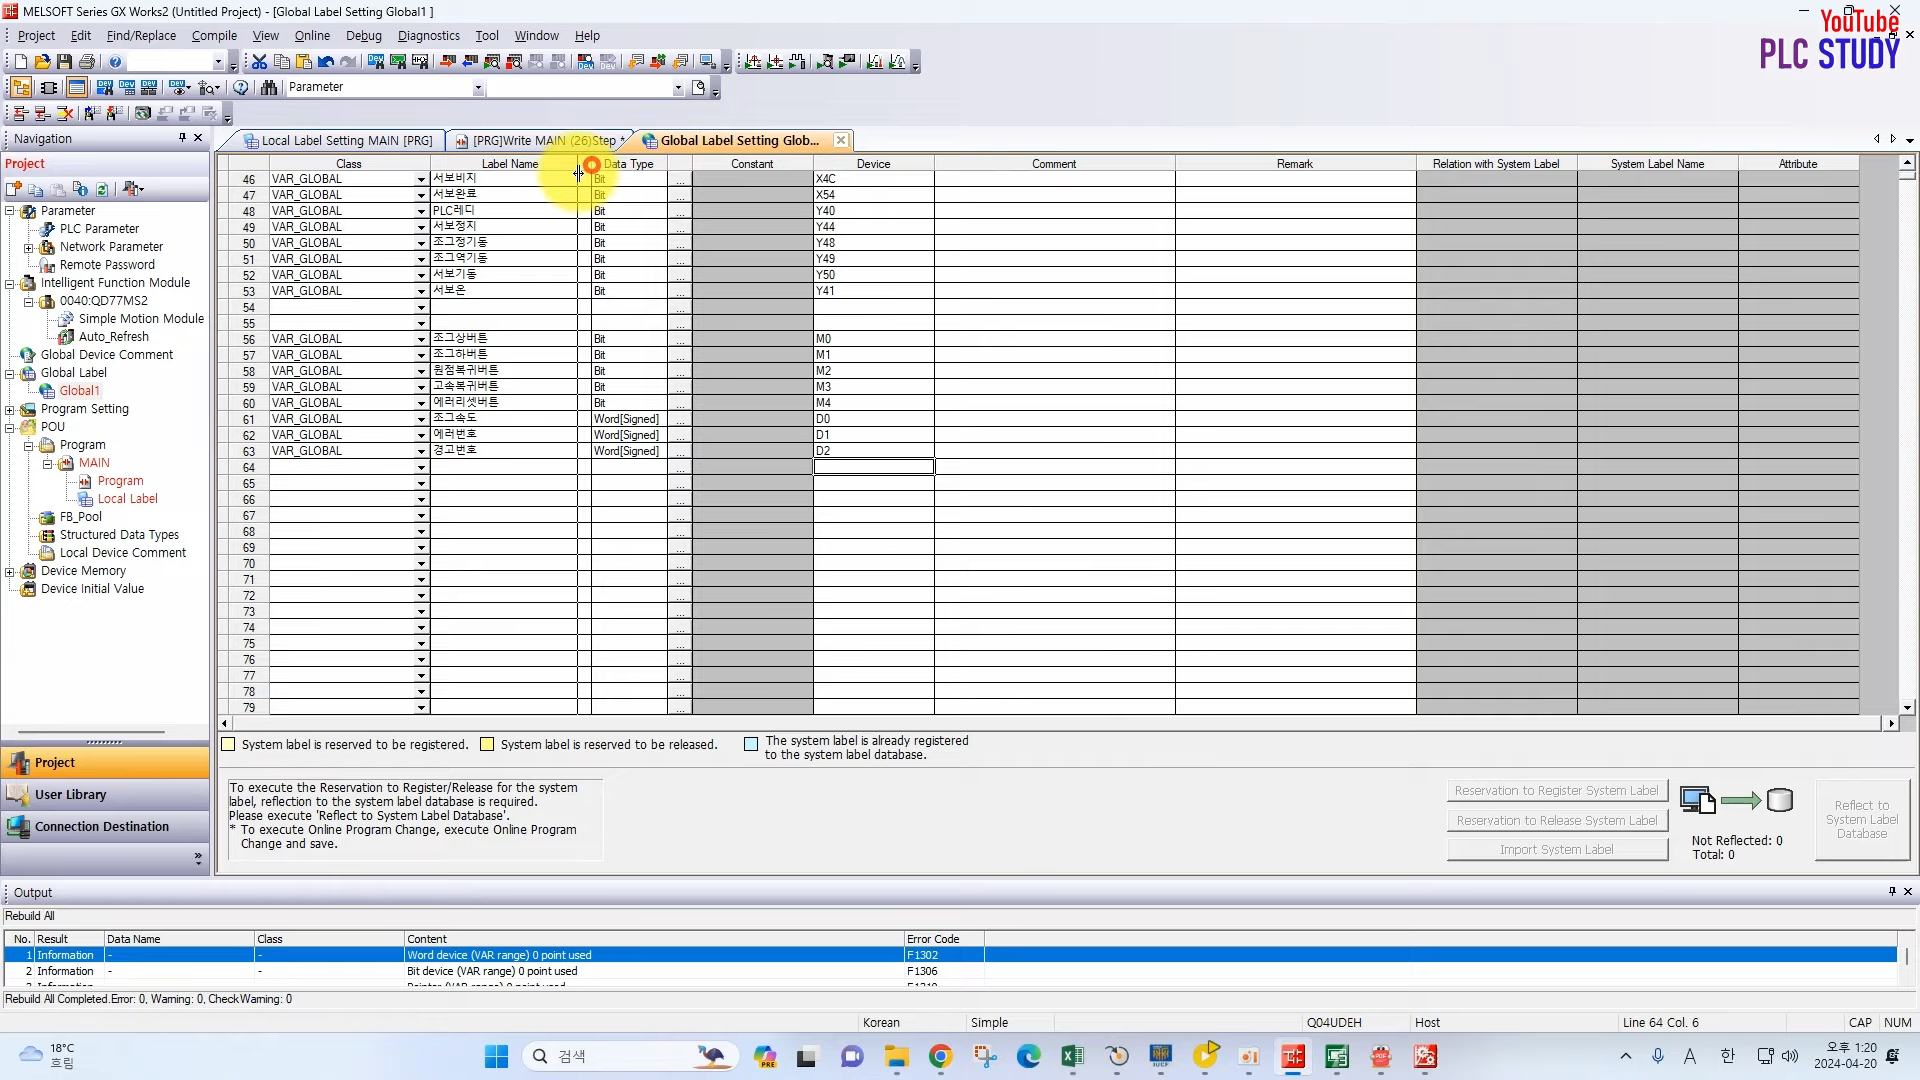 MELSOFT Series GX Works2 (Untitled Project) - [Global Label Setting Global1 ]
YouTube
PLC STUDY
Project Edit Find/Replace Compile View Online Debug Diagnostics Tool Window Help
Parameter
Navigation
Local Label Setting MAIN [PRG]
[PRG]Write MAIN (26)Step *
Global Label Setting Glob...
Project
Parameter
PLC Parameter
Network Parameter
Remote Password
Intelligent Function Module
0040:QD77MS2
Simple Motion Module
Auto_Refresh
Global Device Comment
Global Label
Global1
Program Setting
POU
Program
MAIN
Program
Local Label
FB_Pool
Structured Data Types
Local Device Comment
Device Memory
Device Initial Value
Project
User Library
Connection Destination
Class Label Name Data Type Constant Device Comment Remark Relation with System Label System Label Name Attribute
46 VAR_GLOBAL 서보비지 Bit ... X4C
47 VAR_GLOBAL 서보완료 Bit ... X54
48 VAR_GLOBAL PLC레디 Bit ... Y40
49 VAR_GLOBAL 서보정지 Bit ... Y44
50 VAR_GLOBAL 조그정기동 Bit ... Y48
51 VAR_GLOBAL 조그역기동 Bit ... Y49
52 VAR_GLOBAL 서보기동 Bit ... Y50
53 VAR_GLOBAL 서보온 Bit ... Y41
54 ...
55 ...
56 VAR_GLOBAL 조그상버튼 Bit ... M0
57 VAR_GLOBAL 조그하버튼 Bit ... M1
58 VAR_GLOBAL 원점복귀버튼 Bit ... M2
59 VAR_GLOBAL 고속복귀버튼 Bit ... M3
60 VAR_GLOBAL 에러리셋버튼 Bit ... M4
61 VAR_GLOBAL 조그속도 Word[Signed] ... D0
62 VAR_GLOBAL 에러번호 Word[Signed] ... D1
63 VAR_GLOBAL 경고번호 Word[Signed] ... D2
64 ...
65 ...
66 ...
67 ...
68 ...
69 ...
70 ...
71 ...
72 ...
73 ...
74 ...
75 ...
76 ...
77 ...
78 ...
79 ...
System label is reserved to be registered.
System label is reserved to be released.
The system label is already registered
to the system label database.
To execute the Reservation to Register/Release for the system
label, reflection to the system label database is required.
Please execute 'Reflect to System Label Database'.
* To execute Online Program Change, execute Online Program
Change and save.
Reservation to Register System Label
Reservation to Release System Label
Import System Label
Not Reflected: 0
Total: 0
Reflect to
System Label
Database
Output
Rebuild All
No. Result Data Name Class Content Error Code
1 Information - - Word device (VAR range) 0 point used F1302
2 Information - - Bit device (VAR range) 0 point used F1306
Rebuild All Completed.Error: 0, Warning: 0, CheckWarning: 0
Korean Simple Q04UDEH Host Line 64 Col. 6 CAP NUM
18°C
흐림
검색
PRE
A 한
오후 1:20
2024-04-20